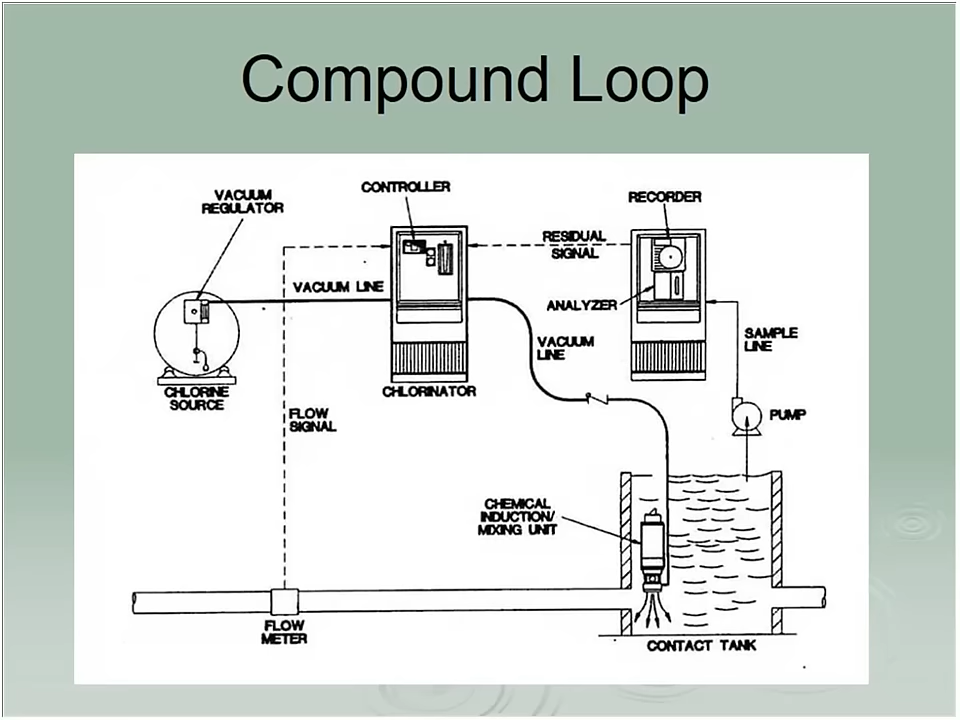 Compound Loop
VACUUM
REGULATOR
CONTROLLER
RECORDER
RESIDUAL
SIGNAL
VACUUM LINE
ANALYZER
VACUUM
LINE
SAMPLE
LINE
CHLORINE
SOURCE
CHLORINATOR
FLOW
SIGNAL
PUMP
CHEMICAL
INDUCTION/
MIXING UNIT
FLOW
METER
CONTACT TANK